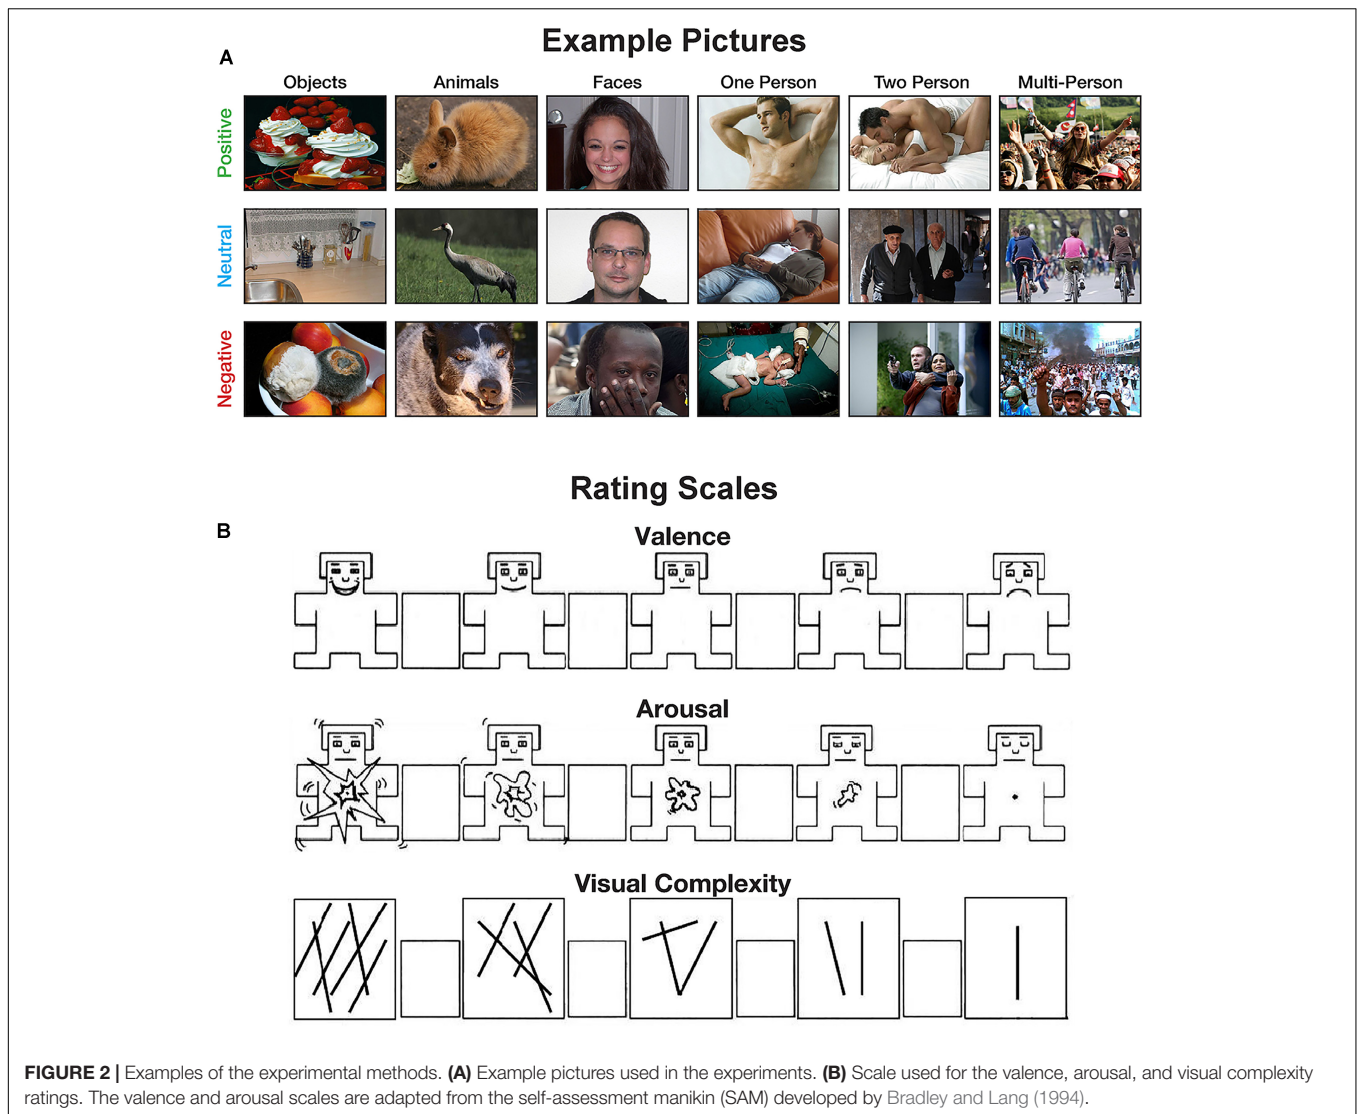 Example Pictures
A
Objects Animals Faces One Person Two Person Multi-Person
Positive
Neutral
Negative
Rating Scales
B
Valence
Arousal
Visual Complexity
FIGURE 2 | Examples of the experimental methods. (A) Example pictures used in the experiments. (B) Scale used for the valence, arousal, and visual complexity
ratings. The valence and arousal scales are adapted from the self-assessment manikin (SAM) developed by Bradley and Lang (1994).